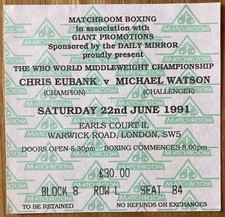 MATCHROOM BOXING
in association with
GIANT PROMOTIONS
Sponsored by the DAILY MIRROR
proudly present
THE WBO WORLD MIDDLEWEIGHT CHAMPIONSHIP
CHRIS EUBANK v MICHAEL WATSON
(CHAMPION) (CHALLENGER)
SATURDAY 22nd JUNE 1991
EARLS COURT II,
WARWICK ROAD/LONDON, SW5
DOORS OPEN 5.30pm BOXING COMMENCES 8.00pm
£30.00
BLOCK 8 ROW L SEAT 84
TO BE RETAINED NO REFUNDS OR EXCHANGES
MATCHROOM